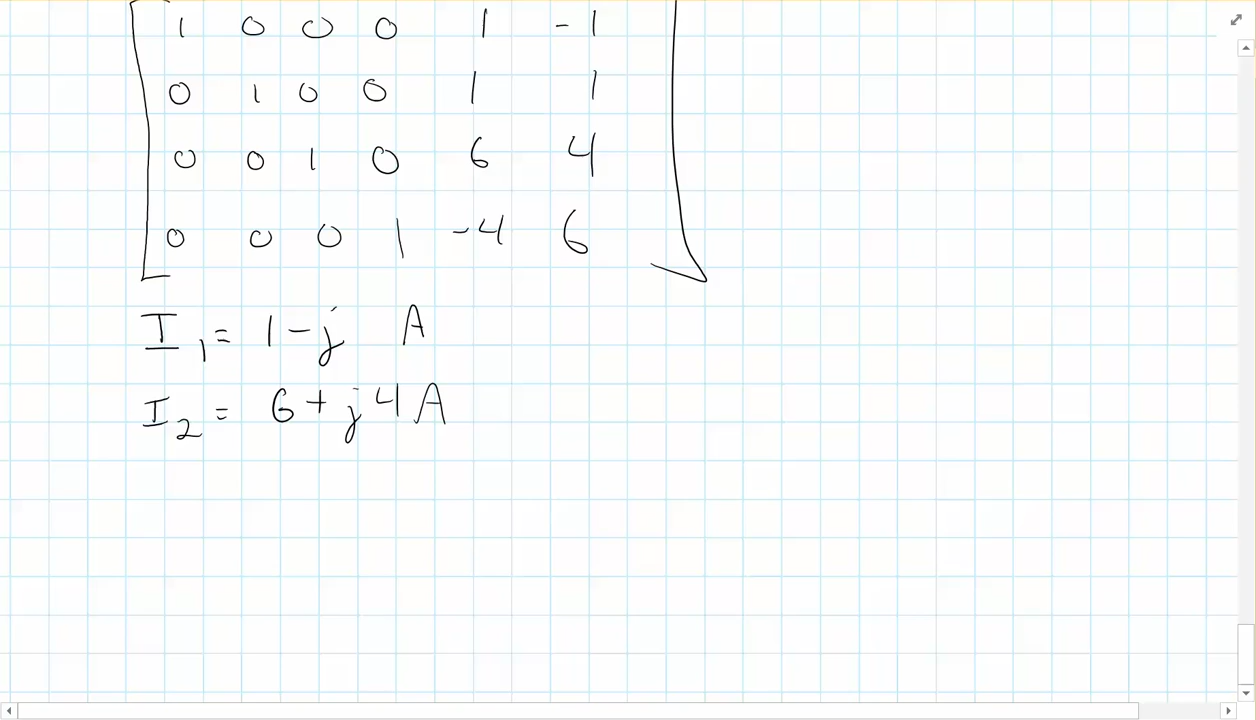 1 0 0 0 1 -1
0 1 0 0 1 1
0 0 1 0 6 4
0 0 0 1 -4 6
I₁ = 1 - j A
I₂ = 6 + j4 A